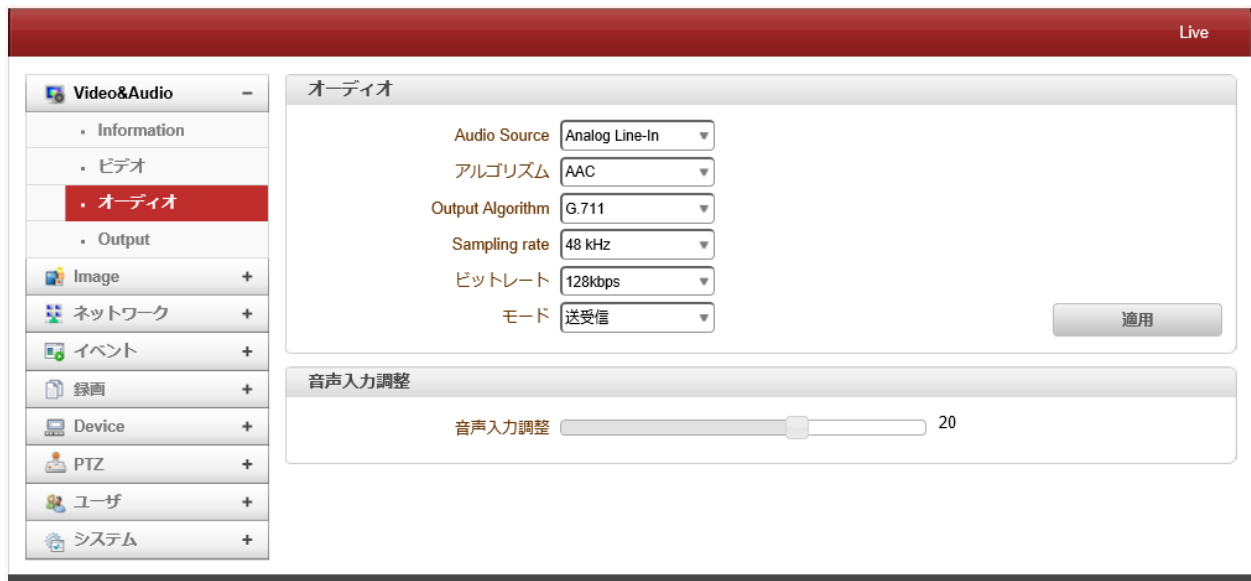 Live
Video&Audio −
Information
ビデオ
オーディオ
Output
Image +
ネットワーク +
イベント +
録画 +
Device +
PTZ +
ユーザ +
システム +
オーディオ
Audio Source Analog Line-In
アルゴリズム AAC
Output Algorithm G.711
Sampling rate 48 kHz
ビットレート 128kbps
モード 送受信
適用
音声入力調整
音声入力調整 20